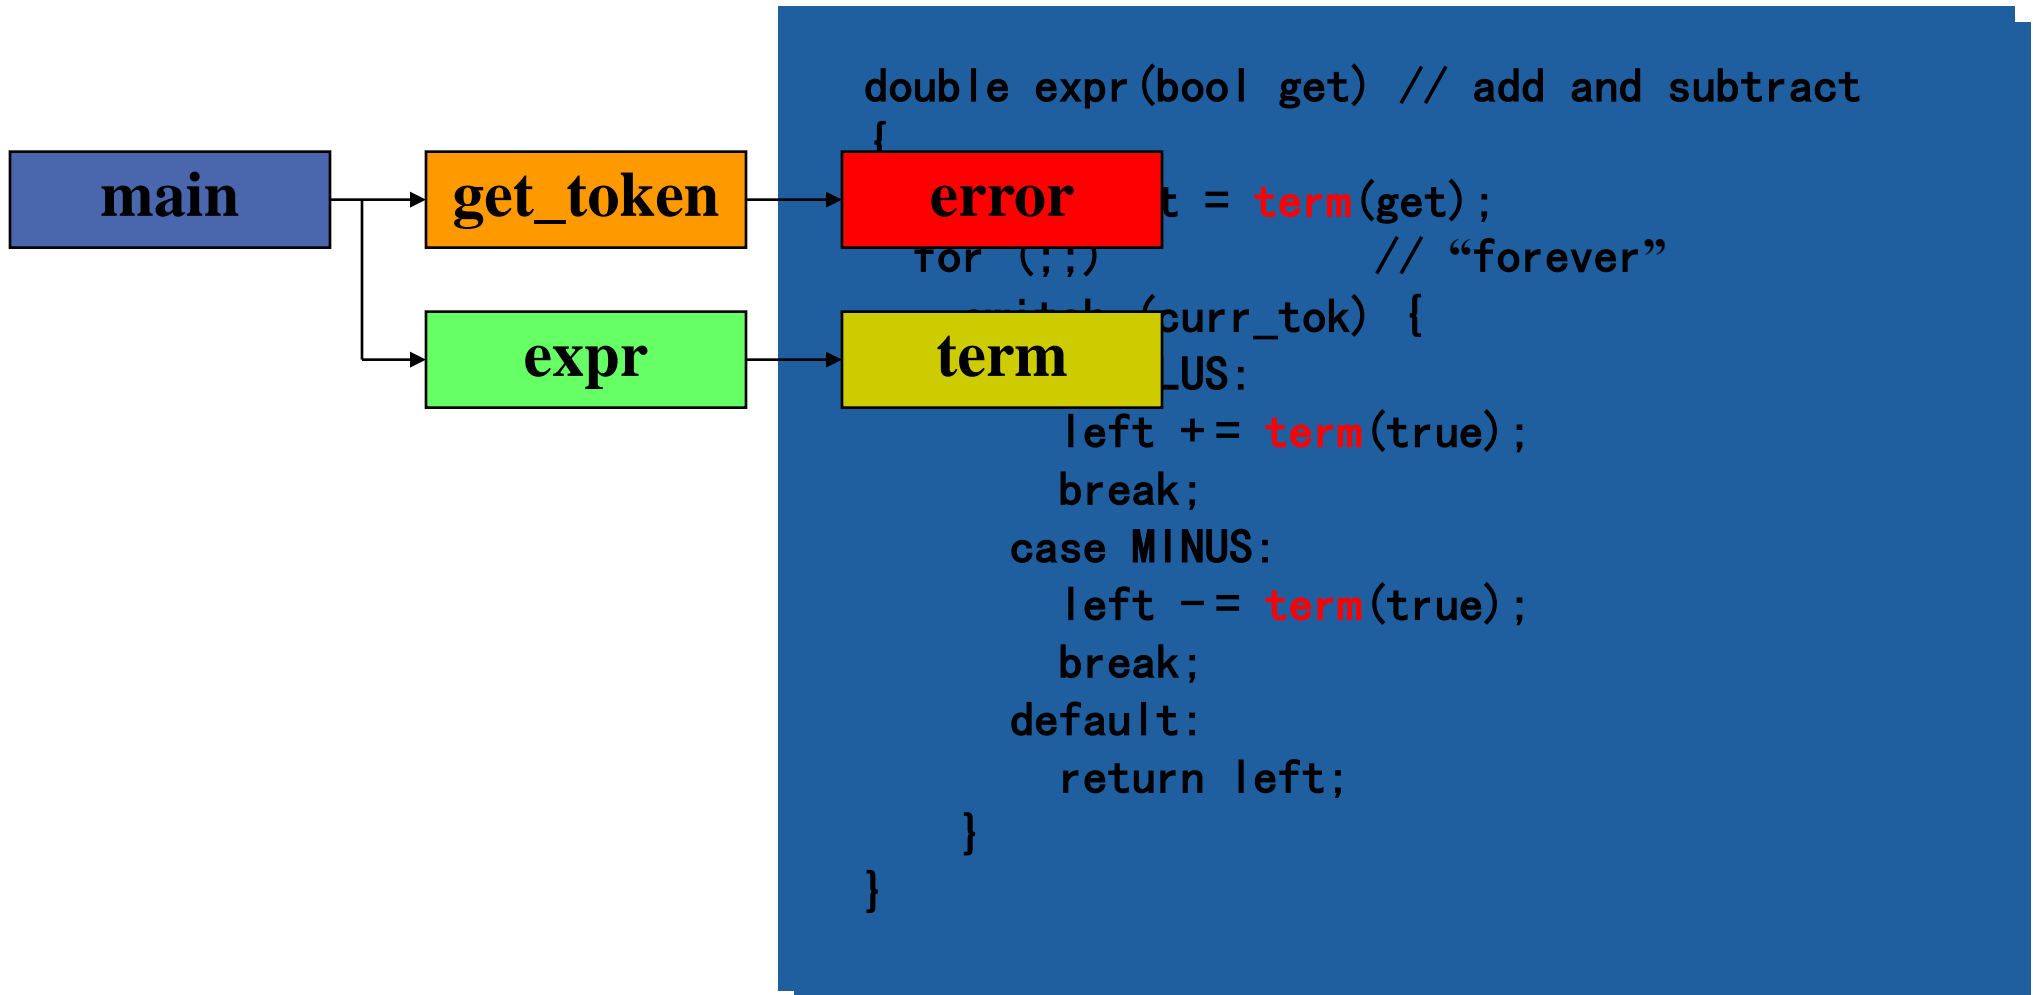 double expr(bool get) // add and subtract
{
main
get_token
error
t = term(get);
for (;;) // “forever”
switch (curr_tok) {
expr
term
LUS:
left += term(true);
break;
case MINUS:
left -= term(true);
break;
default:
return left;
}
}